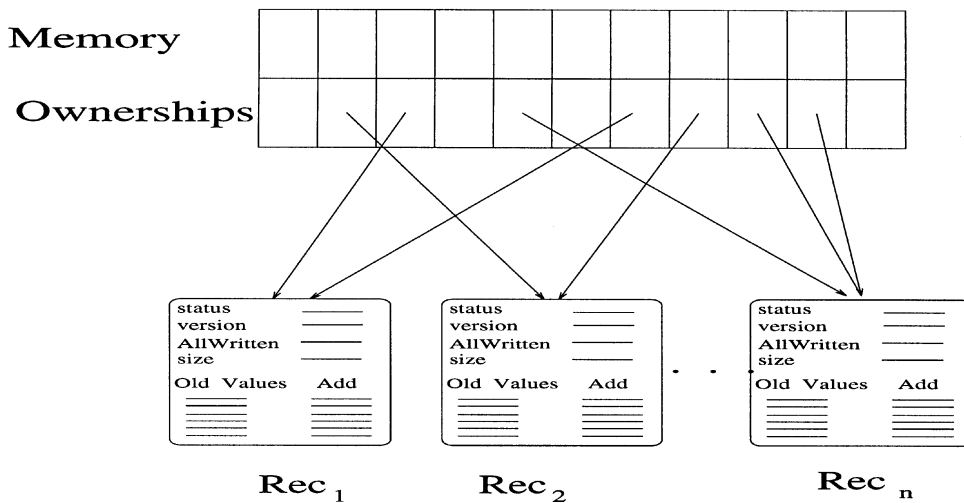 Memory
Ownerships
status
version
AllWritten
size
Old Values Add
Rec 1
status
version
AllWritten
size
Old Values Add
Rec 2
. . .
status
version
AllWritten
size
Old Values Add
Rec n